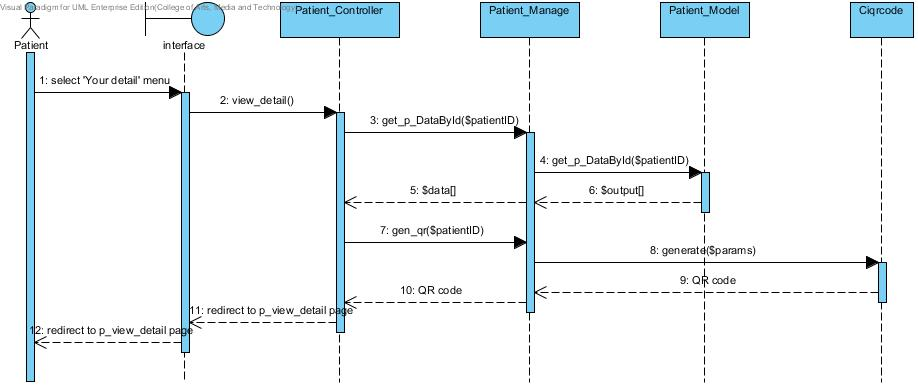 Visual Paradigm for UML Enterprise Edition(College of Arts, Media and Technology
Patient_Controller
Patient_Manage
Patient_Model
Ciqrcode
Patient
interface
1: select 'Your detail' menu
2: view_detail()
3: get_p_DataById($patientID)
4: get_p_DataById($patientID)
5: $data[]
6: $output[]
7: gen_qr($patientID)
8: generate($params)
9: QR code
10: QR code
11: redirect to p_view_detail page
12: redirect to p_view_detail page